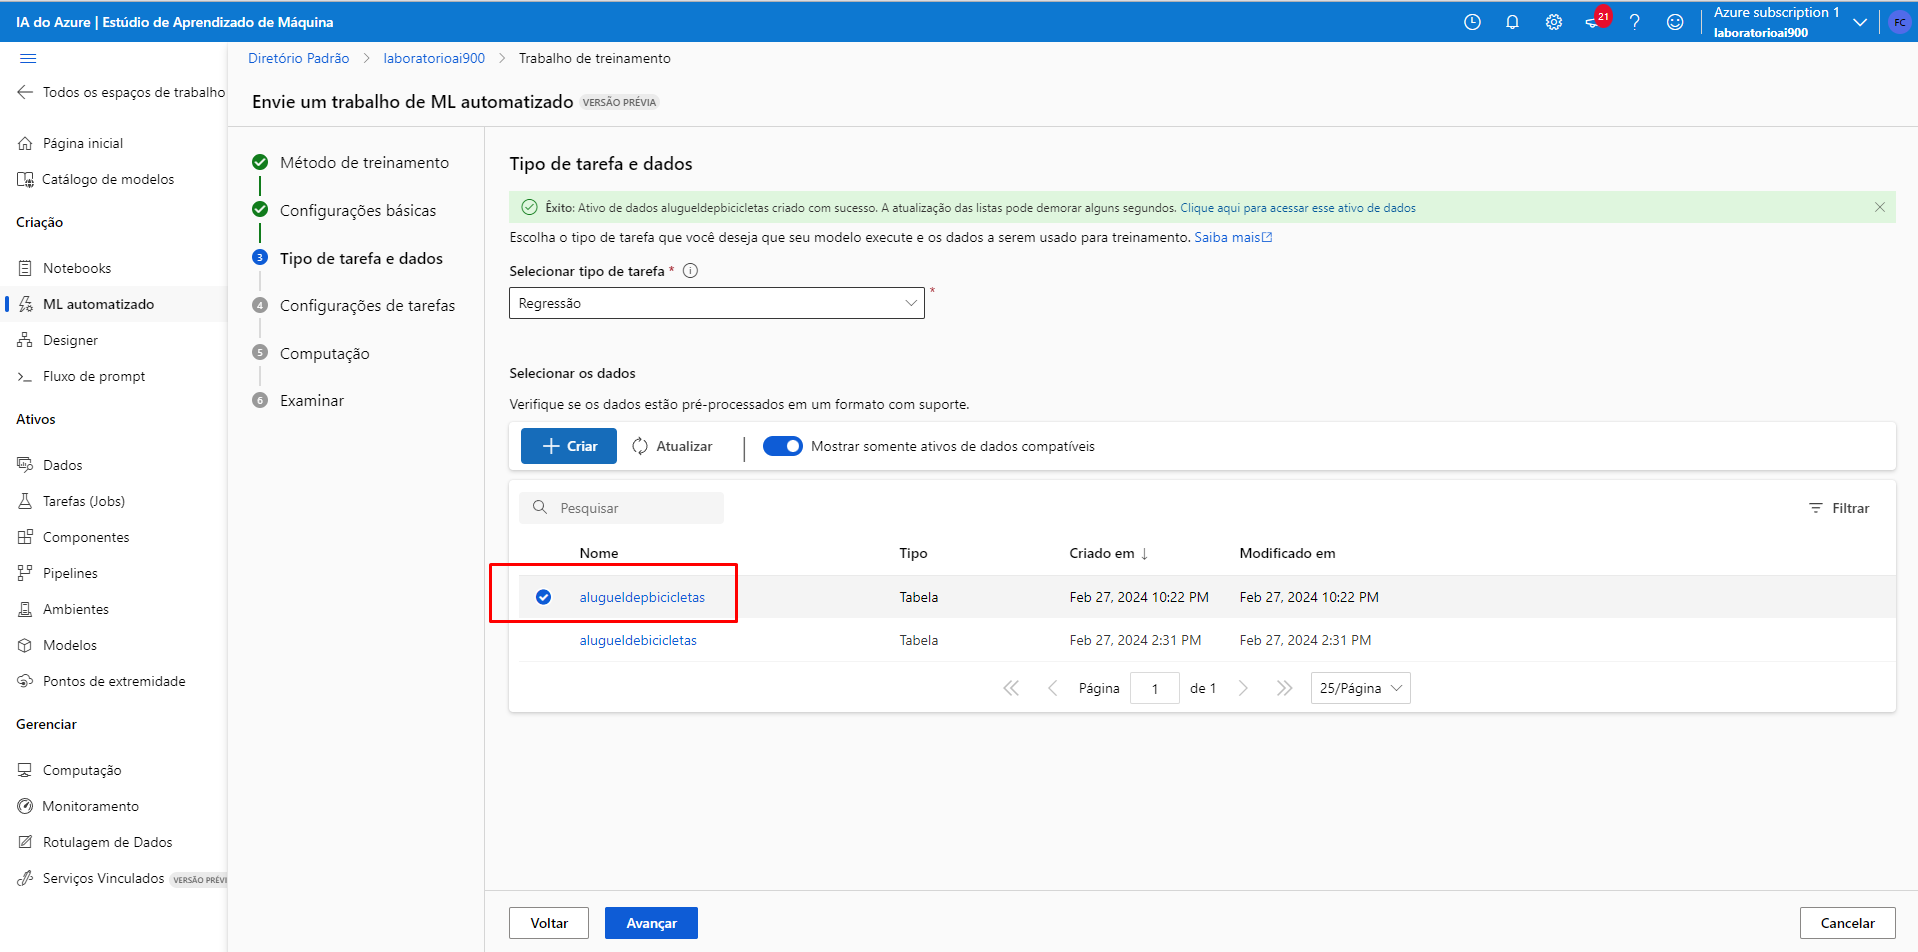 IA do Azure | Estúdio de Aprendizado de Máquina
21
Azure subscription 1
laboratorioai900
FC
Todos os espaços de trabalho
Página inicial
Catálogo de modelos
Criação
Notebooks
ML automatizado
Designer
Fluxo de prompt
Ativos
Dados
Tarefas (Jobs)
Componentes
Pipelines
Ambientes
Modelos
Pontos de extremidade
Gerenciar
Computação
Monitoramento
Rotulagem de Dados
Serviços Vinculados VERSÃO PRÉVI
Diretório Padrão > laboratorioai900 > Trabalho de treinamento
Envie um trabalho de ML automatizado VERSÃO PRÉVIA
Método de treinamento
Configurações básicas
3 Tipo de tarefa e dados
4 Configurações de tarefas
5 Computação
6 Examinar
Tipo de tarefa e dados
Êxito: Ativo de dados alugueldepbicicletas criado com sucesso. A atualização das listas pode demorar alguns segundos. Clique aqui para acessar esse ativo de dados
Escolha o tipo de tarefa que você deseja que seu modelo execute e os dados a serem usado para treinamento. Saiba mais
Selecionar tipo de tarefa *
Regressão *
Selecionar os dados
Verifique se os dados estão pré-processados em um formato com suporte.
+ Criar Atualizar | Mostrar somente ativos de dados compatíveis
Pesquisar Filtrar
Nome Tipo Criado em ↓ Modificado em
alugueldepbicicletas Tabela Feb 27, 2024 10:22 PM Feb 27, 2024 10:22 PM
alugueldebicicletas Tabela Feb 27, 2024 2:31 PM Feb 27, 2024 2:31 PM
Página 1 de 1 25/Página
Voltar Avançar Cancelar